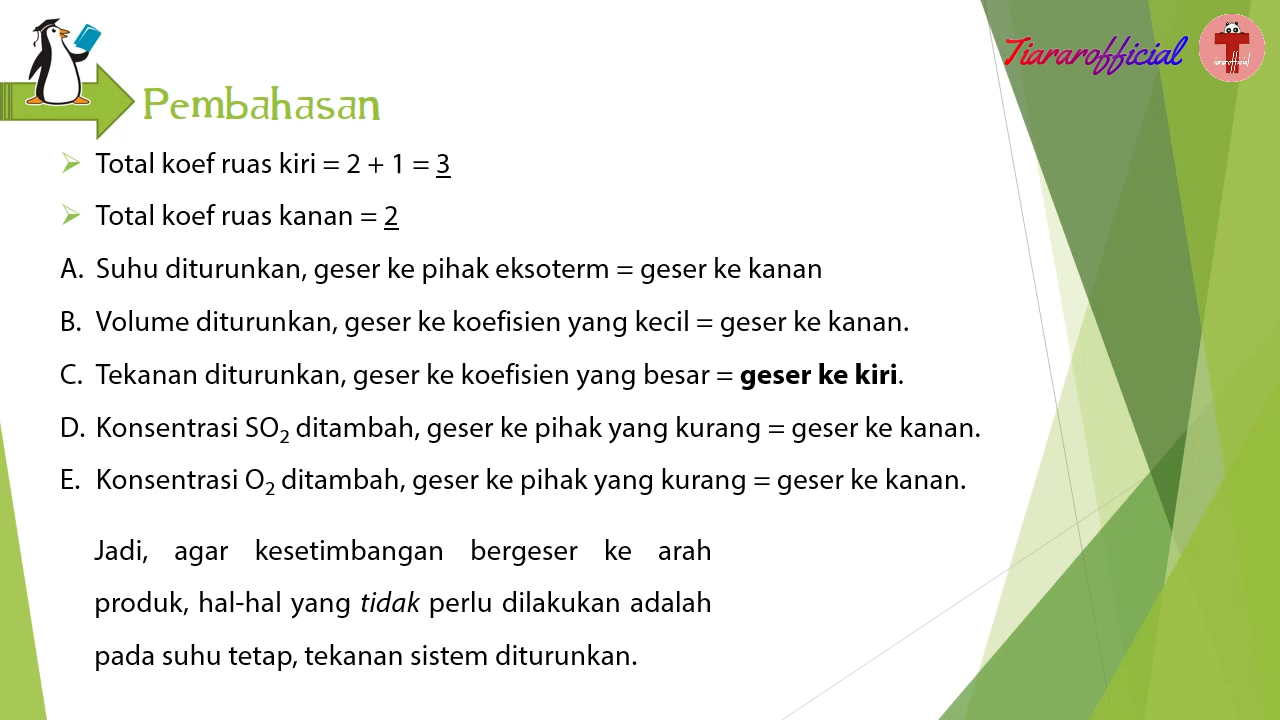 Tiararofficial
T
tiararofficial
Pembahasan
➢ Total koef ruas kiri = 2 + 1 = 3
➢ Total koef ruas kanan = 2
A. Suhu diturunkan, geser ke pihak eksoterm = geser ke kanan
B. Volume diturunkan, geser ke koefisien yang kecil = geser ke kanan.
C. Tekanan diturunkan, geser ke koefisien yang besar = geser ke kiri.
D. Konsentrasi SO₂ ditambah, geser ke pihak yang kurang = geser ke kanan.
E. Konsentrasi O₂ ditambah, geser ke pihak yang kurang = geser ke kanan.
Jadi, agar kesetimbangan bergeser ke arah
produk, hal-hal yang tidak perlu dilakukan adalah
pada suhu tetap, tekanan sistem diturunkan.